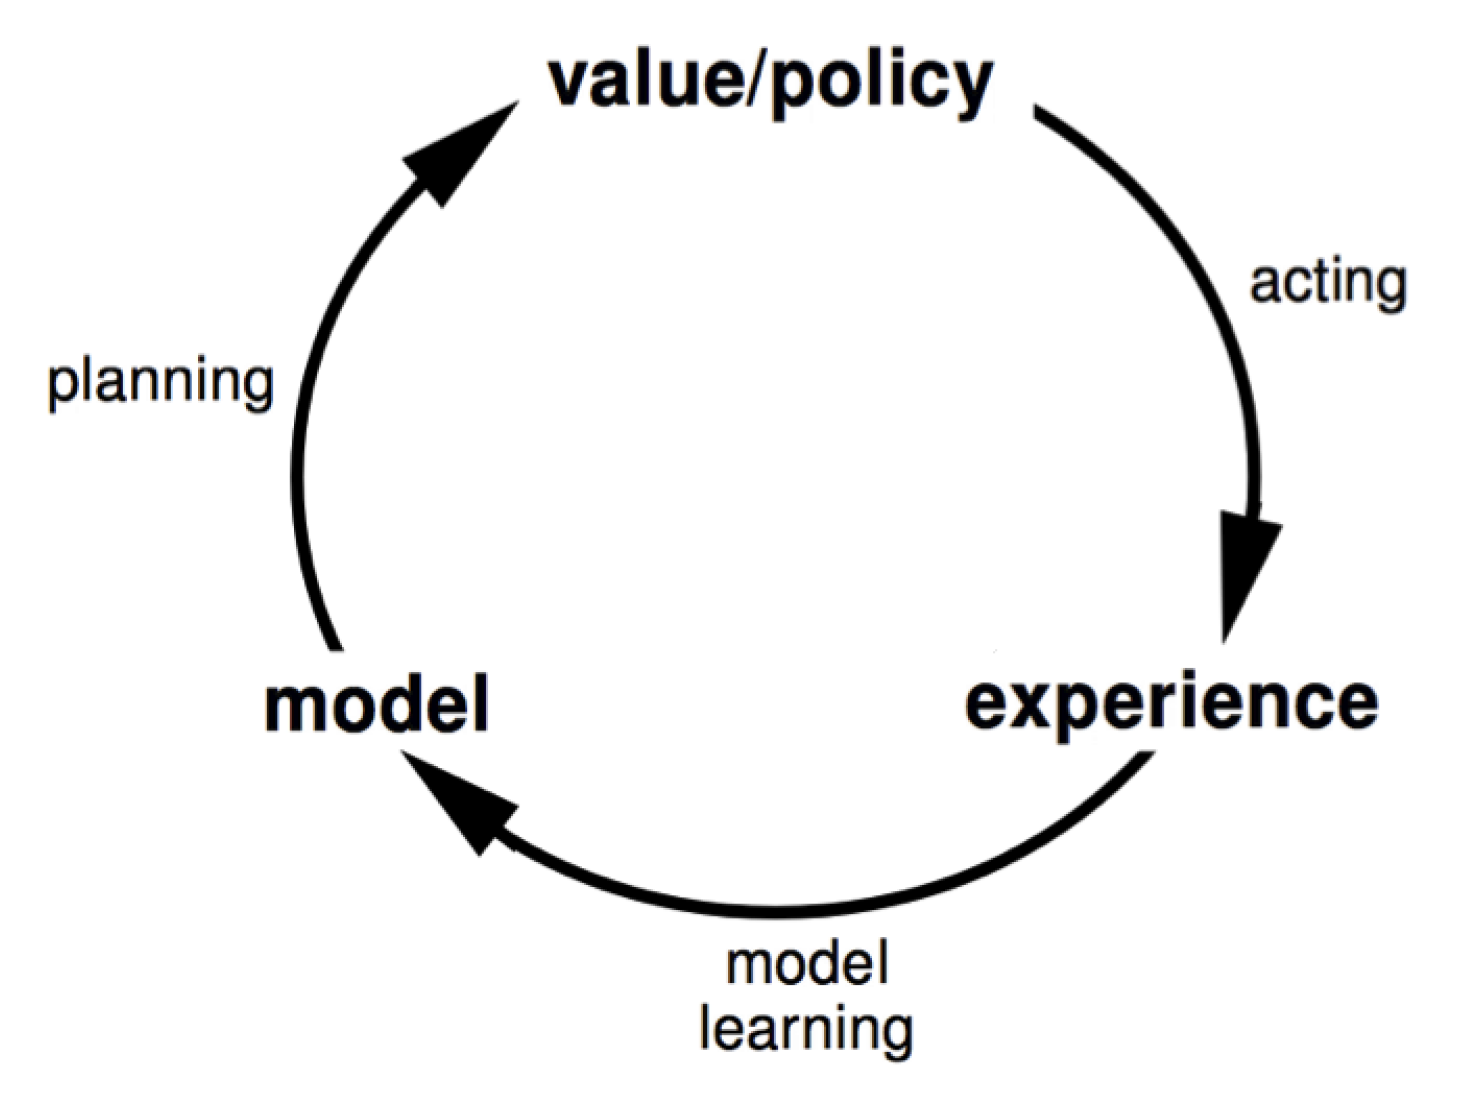 value/policy
acting
planning
model
experience
model
learning